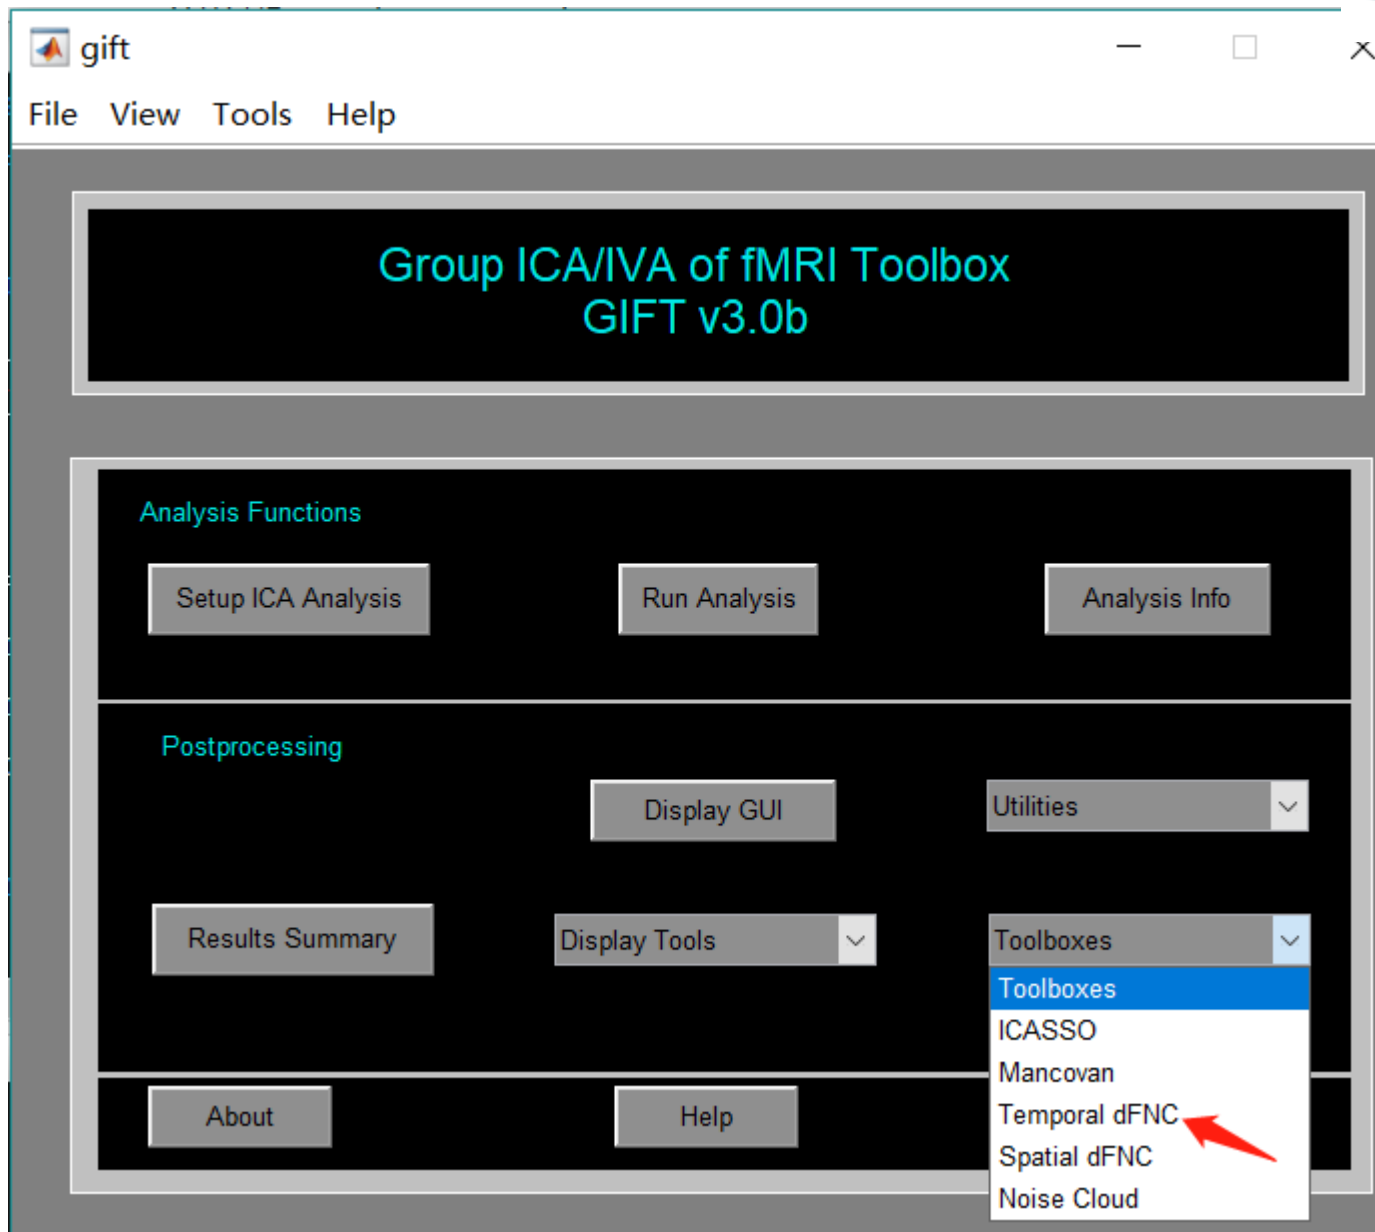 gift
File View Tools Help
Group ICA/IVA of fMRI Toolbox
GIFT v3.0b
Analysis Functions
Setup ICA Analysis Run Analysis Analysis Info
Postprocessing
Display GUI Utilities
Results Summary Display Tools Toolboxes
Toolboxes
ICASSO
Mancovan
Temporal dFNC
Spatial dFNC
Noise Cloud
About Help